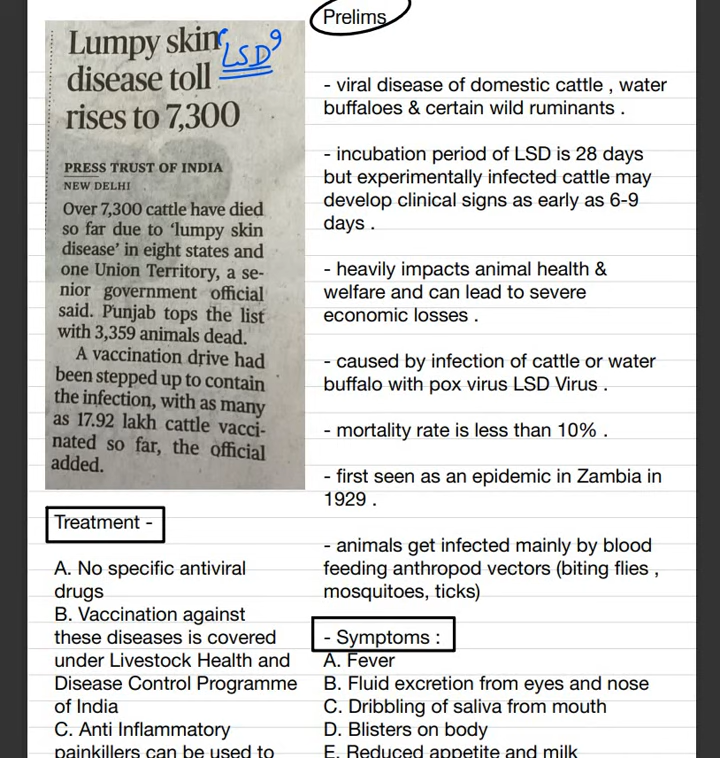 Lumpy skin
disease toll
rises to 7,300
LSD
PRESS TRUST OF INDIA
NEW DELHI
Over 7,300 cattle have died
so far due to ‘lumpy skin
disease’ in eight states and
one Union Territory, a se-
nior government official
said. Punjab tops the list
with 3,359 animals dead.
A vaccination drive had
been stepped up to contain
the infection, with as many
as 17.92 lakh cattle vacci-
nated so far, the official
added.
Treatment -
A. No specific antiviral
drugs
B. Vaccination against
these diseases is covered
under Livestock Health and
Disease Control Programme
of India
C. Anti Inflammatory
painkillers can be used to
Prelims
- viral disease of domestic cattle , water
buffaloes & certain wild ruminants .
- incubation period of LSD is 28 days
but experimentally infected cattle may
develop clinical signs as early as 6-9
days .
- heavily impacts animal health &
welfare and can lead to severe
economic losses .
- caused by infection of cattle or water
buffalo with pox virus LSD Virus .
- mortality rate is less than 10% .
- first seen as an epidemic in Zambia in
1929 .
- animals get infected mainly by blood
feeding anthropod vectors (biting flies ,
mosquitoes, ticks)
- Symptoms :
A. Fever
B. Fluid excretion from eyes and nose
C. Dribbling of saliva from mouth
D. Blisters on body
E. Reduced appetite and milk